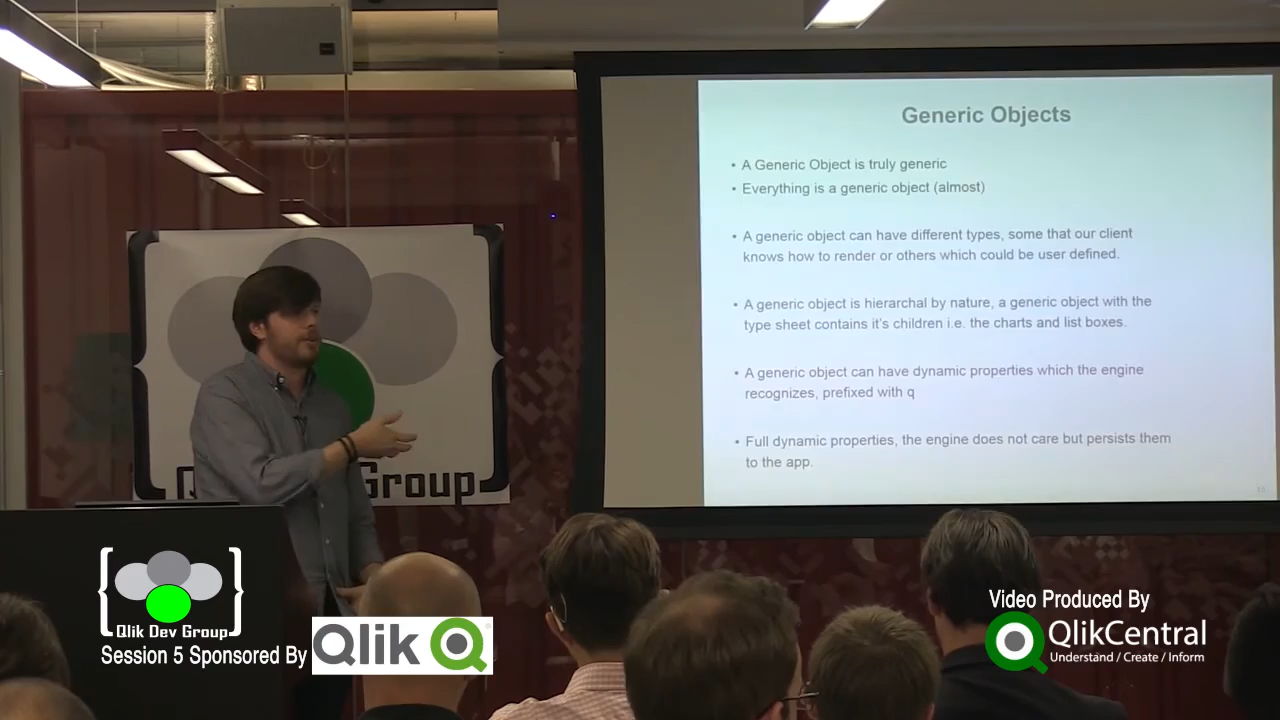 Generic Objects
• A Generic Object is truly generic
• Everything is a generic object (almost)
• A generic object can have different types, some that our client
knows how to render or others which could be user defined.
• A generic object is hierarchal by nature, a generic object with the
type sheet contains it's children i.e. the charts and list boxes.
• A generic object can have dynamic properties which the engine
recognizes, prefixed with q
• Full dynamic properties, the engine does not care but persists them
to the app.
Group
Qlik Dev Group
Session 5 Sponsored By
Qlik
Video Produced By
QlikCentral
Understand / Create / Inform